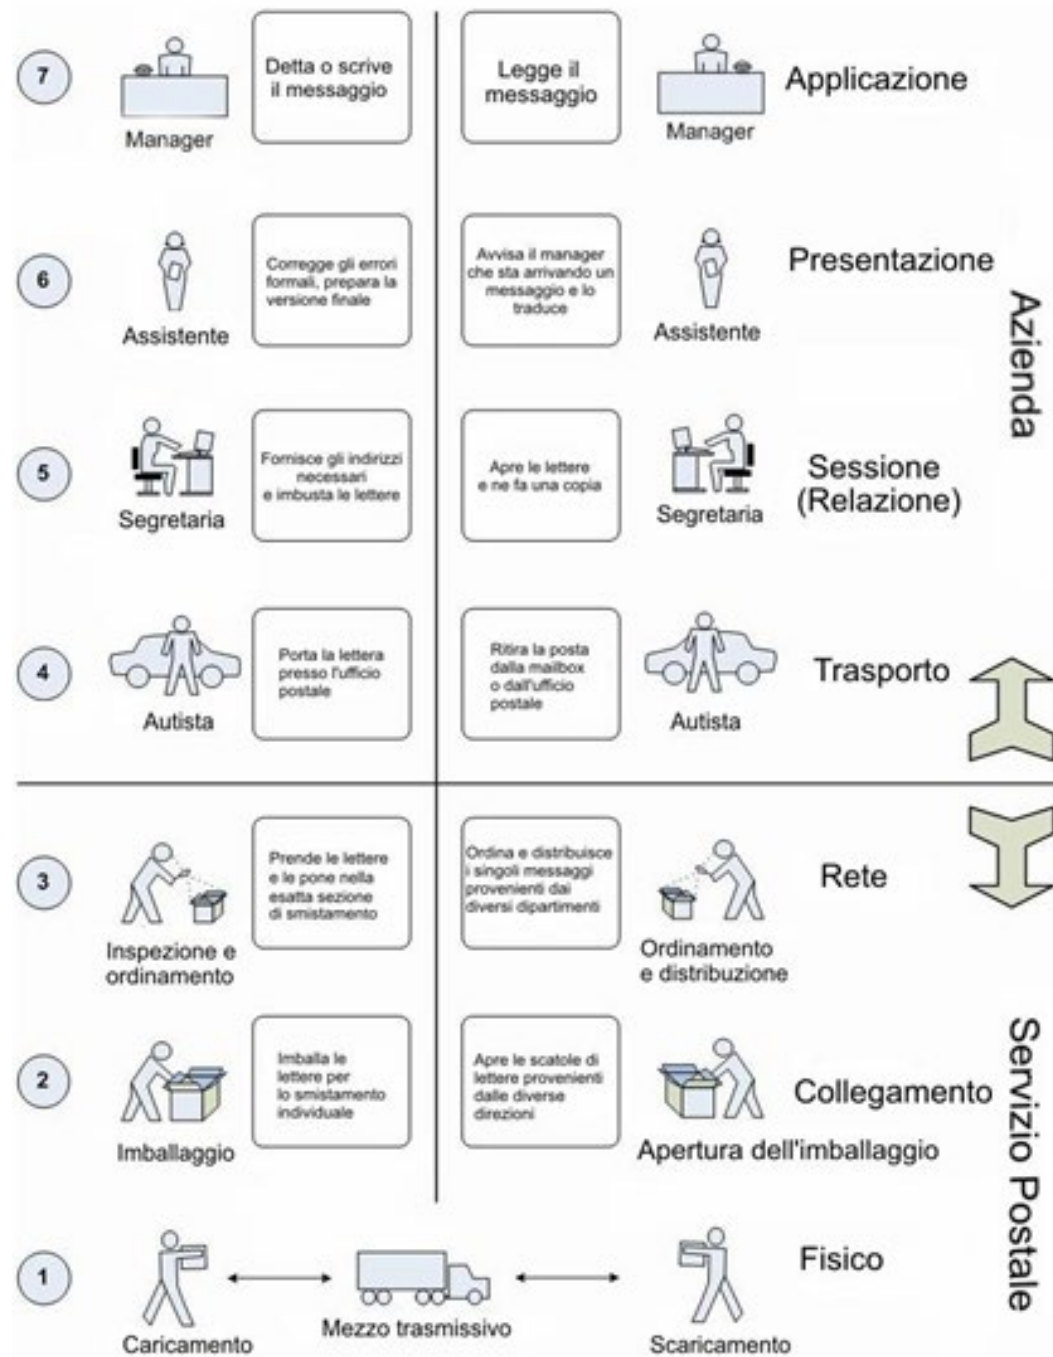 7
Detta o scrive
il messaggio
Manager
Legge il
messaggio
Manager
Applicazione
6
Corregge gli errori
formali, prepara la
versione finale
Assistente
Avvisa il manager
che sta arrivando un
messaggio e lo
traduce
Assistente
Presentazione
Azienda
5
Fornisce gli indirizzi
necessari
e imbusta le lettere
Segretaria
Apre le lettere
e ne fa una copia
Segretaria
Sessione
(Relazione)
4
Porta la lettera
presso l'ufficio
postale
Autista
Ritira la posta
dalla mailbox
o dall'ufficio
postale
Autista
Trasporto
3
Prende le lettere
e le pone nella
esatta sezione
di smistamento
Inspezione e
ordinamento
Ordina e distribuisce
i singoli messaggi
provenienti dai
diversi dipartimenti
Ordinamento
e distribuzione
Rete
2
Imballa le
lettere per
lo smistamento
individuale
Imballaggio
Apre le scatole di
lettere provenienti
dalle diverse
direzioni
Apertura dell'imballaggio
Collegamento
Servizio Postale
1
Caricamento
Mezzo trasmissivo
Scaricamento
Fisico